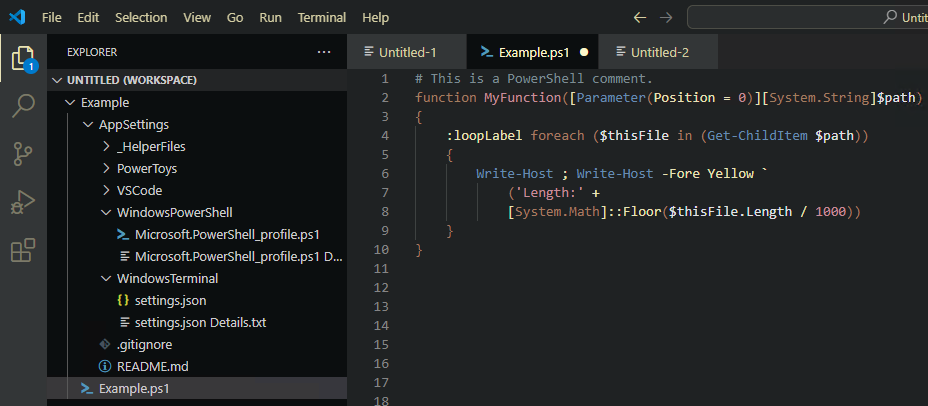 File Edit Selection View Go Run Terminal Help
Untit
EXPLORER
Untitled-1 Example.ps1 Untitled-2
1
UNTITLED (WORKSPACE)
Example
AppSettings
_HelperFiles
PowerToys
VSCode
WindowsPowerShell
Microsoft.PowerShell_profile.ps1
Microsoft.PowerShell_profile.ps1 D...
WindowsTerminal
settings.json
settings.json Details.txt
.gitignore
README.md
Example.ps1
1 # This is a PowerShell comment.
2 function MyFunction([Parameter(Position = 0)][System.String]$path)
3 {
4 :loopLabel foreach ($thisFile in (Get-ChildItem $path))
5 {
6 Write-Host ; Write-Host -Fore Yellow `
7 ('Length:' +
8 [System.Math]::Floor($thisFile.Length / 1000))
9 }
10 }
11
12
13
14
15
16
17
18